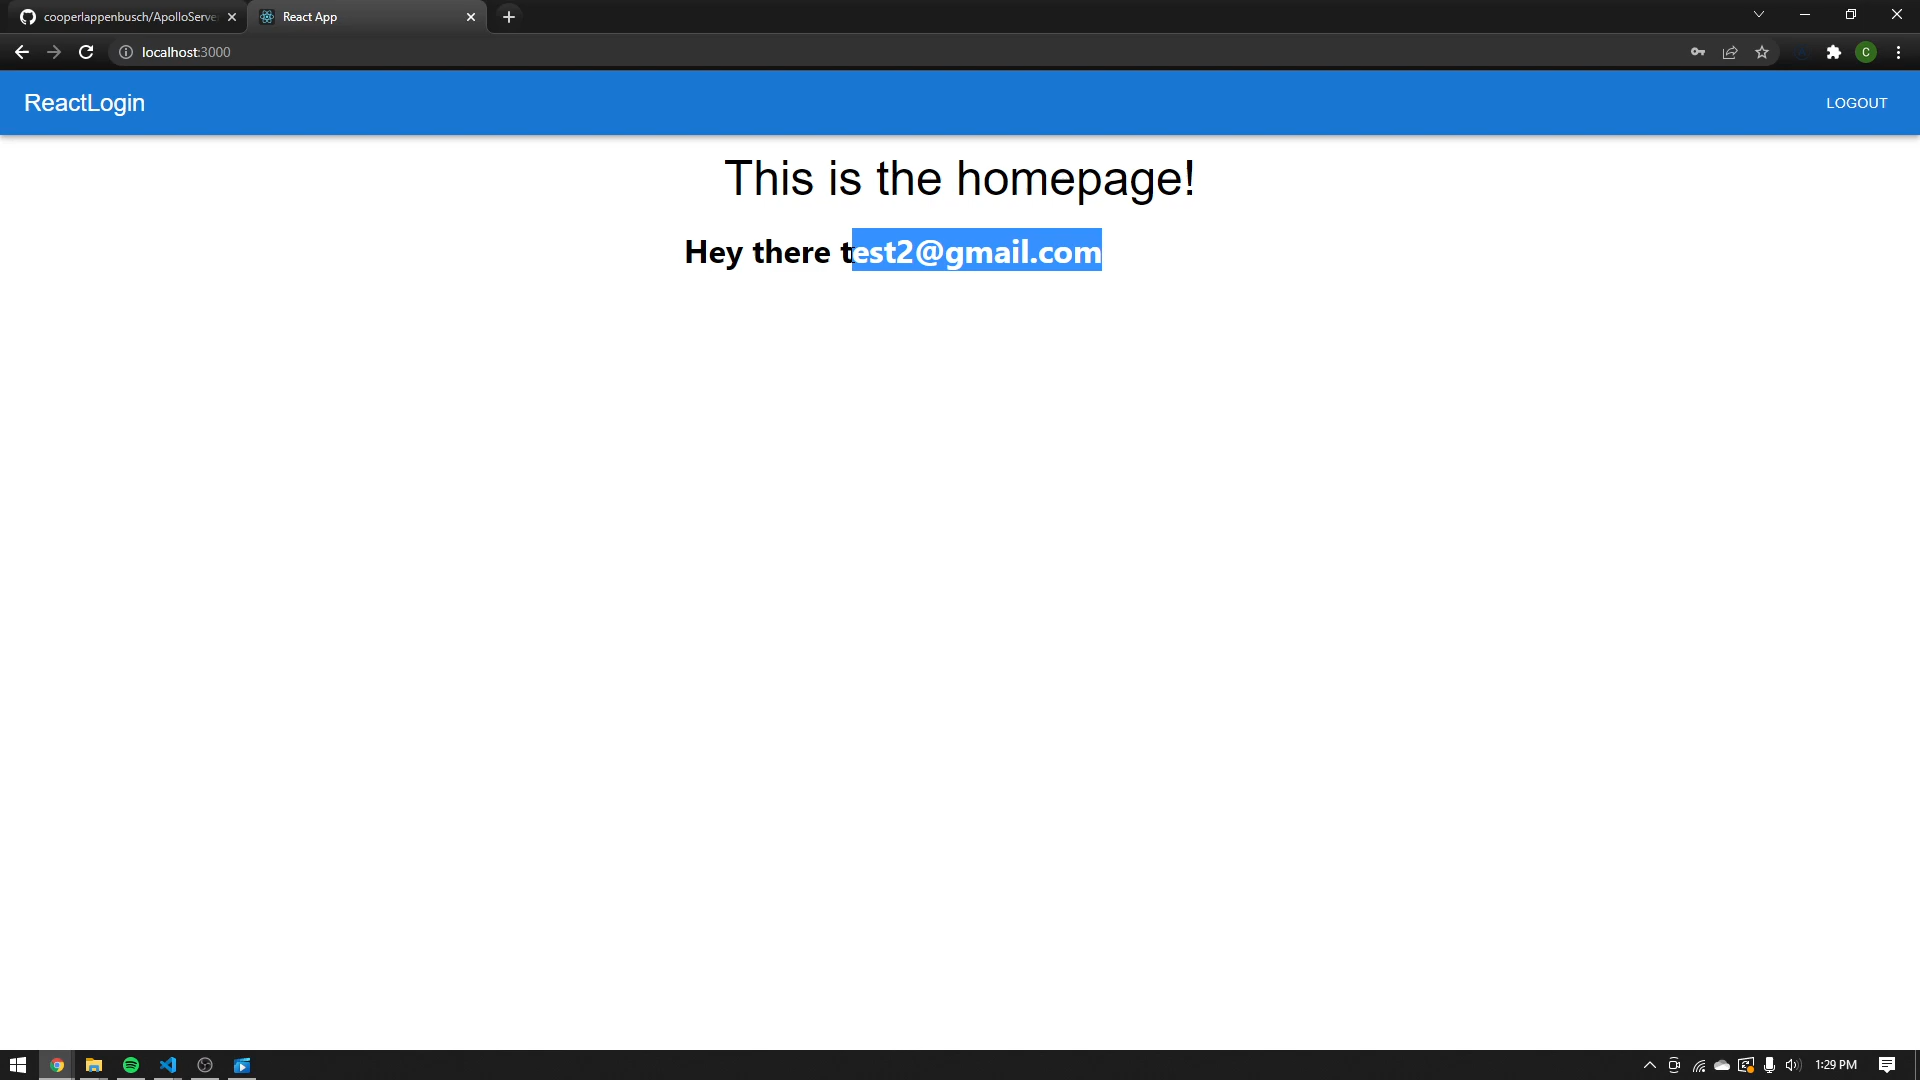 cooperlappenbusch/ApolloServe
React App
localhost:3000
C
ReactLogin
LOGOUT
This is the homepage!
Hey there test2@gmail.com
1:29 PM